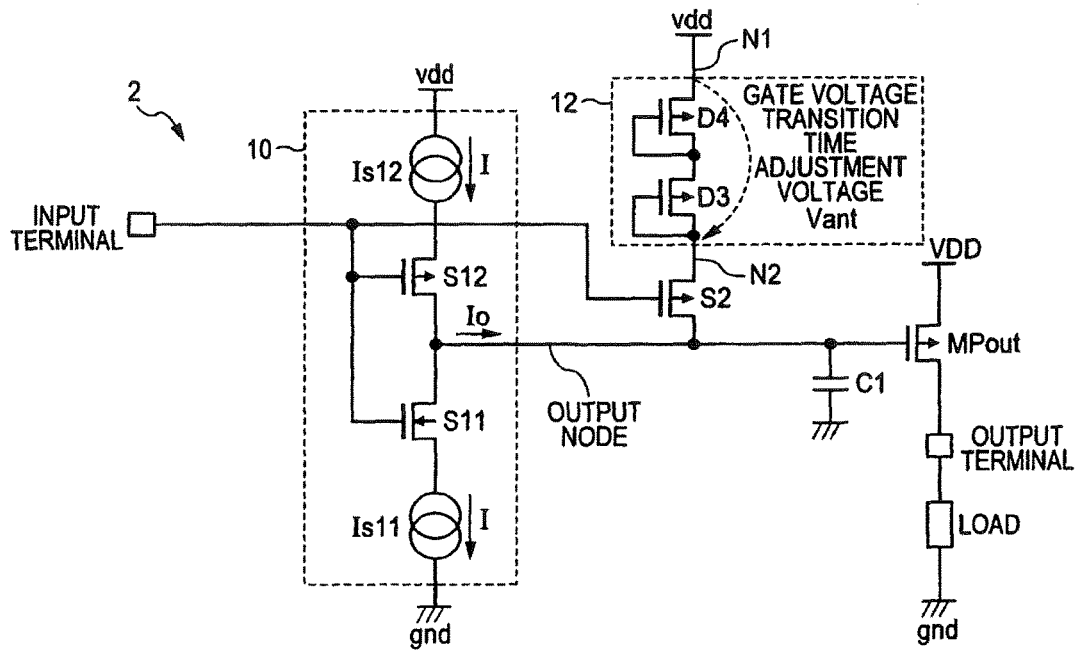 vdd
N1
2
vdd
12
D4
GATE VOLTAGE
TRANSITION
TIME
ADJUSTMENT
VOLTAGE
Vant
10
Is12
I
D3
INPUT
TERMINAL
S12
N2
VDD
S2
Io
MPout
C1
S11
OUTPUT
NODE
OUTPUT
TERMINAL
Is11
I
LOAD
gnd
gnd